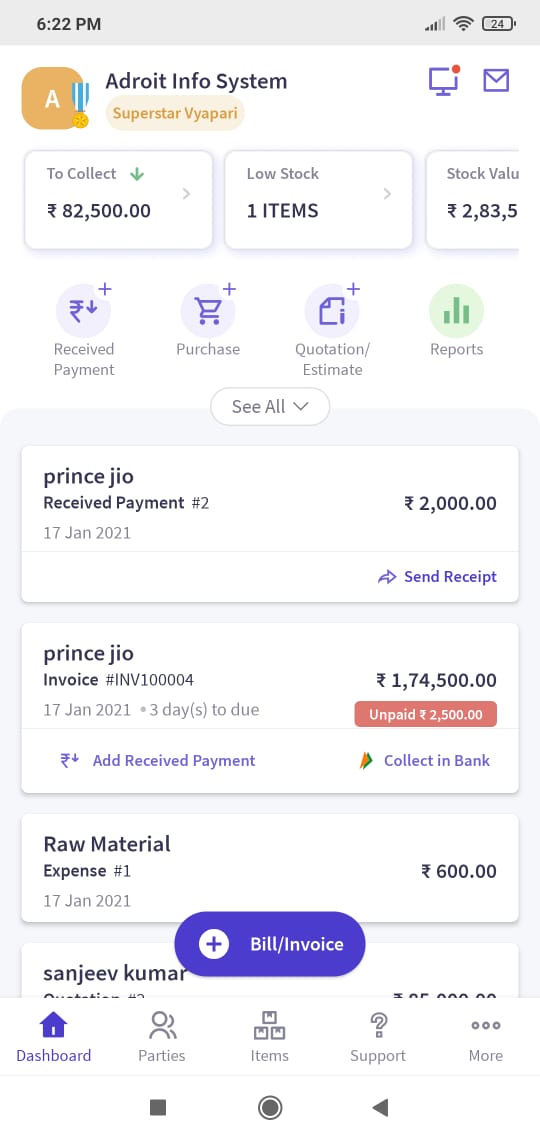 6:22 PM
24
A
Adroit Info System
Superstar Vyapari
To Collect
₹ 82,500.00
Low Stock
1 ITEMS
Stock Valu
₹ 2,83,5
Received
Payment
Purchase
Quotation/
Estimate
Reports
See All
prince jio
Received Payment #2
₹ 2,000.00
17 Jan 2021
Send Receipt
prince jio
Invoice #INV100004
₹ 1,74,500.00
17 Jan 2021 • 3 day(s) to due
Unpaid ₹ 2,500.00
Add Received Payment
Collect in Bank
Raw Material
Expense #1
₹ 600.00
17 Jan 2021
Bill/Invoice
sanjeev kumar
Dashboard
Parties
Items
Support
More